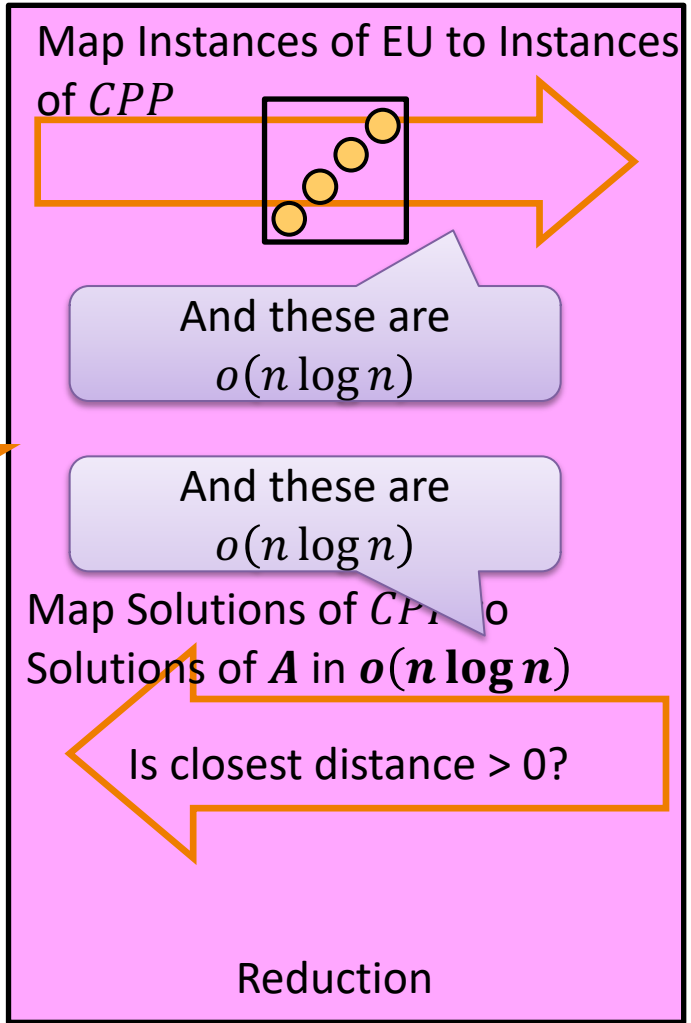 Map Instances of EU to Instances
of CPP
And these are
o(n log n)
And these are
o(n log n)
Map Solutions of CP o
Solutions of A in o(n log n)
Is closest distance > 0?
Reduction